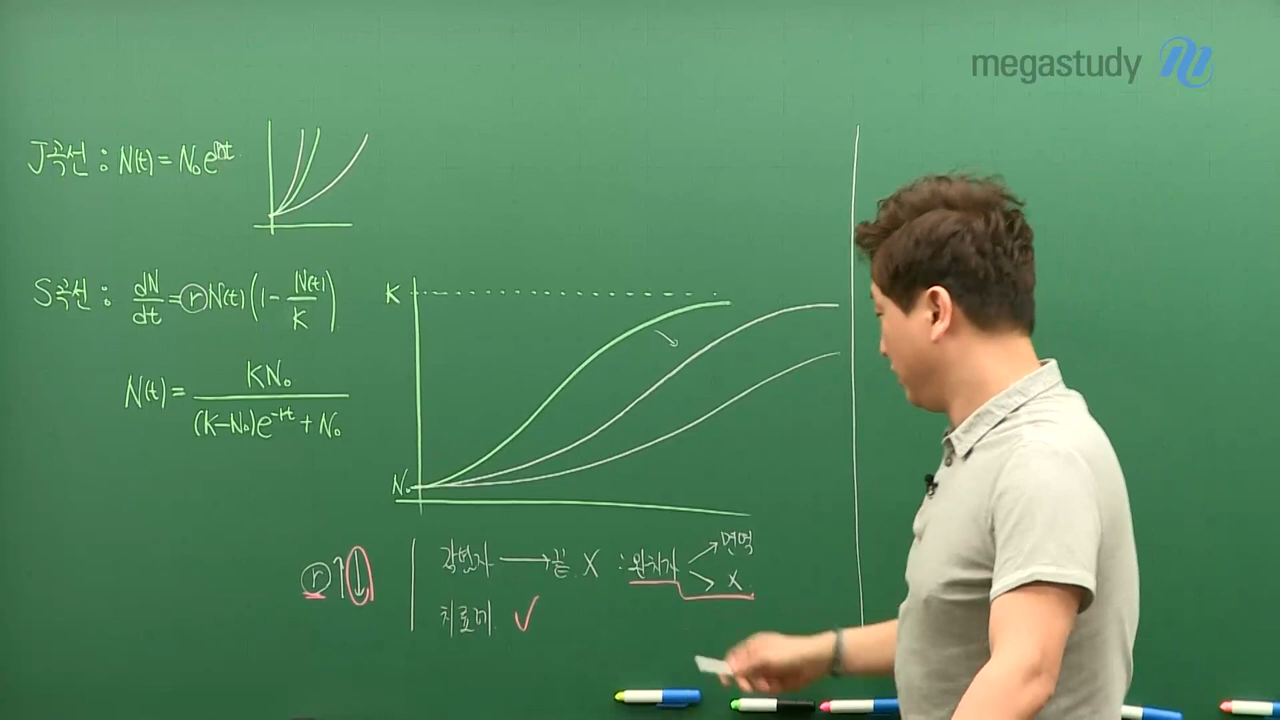 megastudy
J곡선 : N(t) = N₀e^{rt}
S곡선 : dN/dt = rN(t)(1 - N(t)/K)
N(t) = KN₀/((K-N₀)e^{-rt} + N₀)
K
N₀
r ↑ ↓
감염자 → 끝 X : 완치자 → 면역
→ X
치료제 ✓